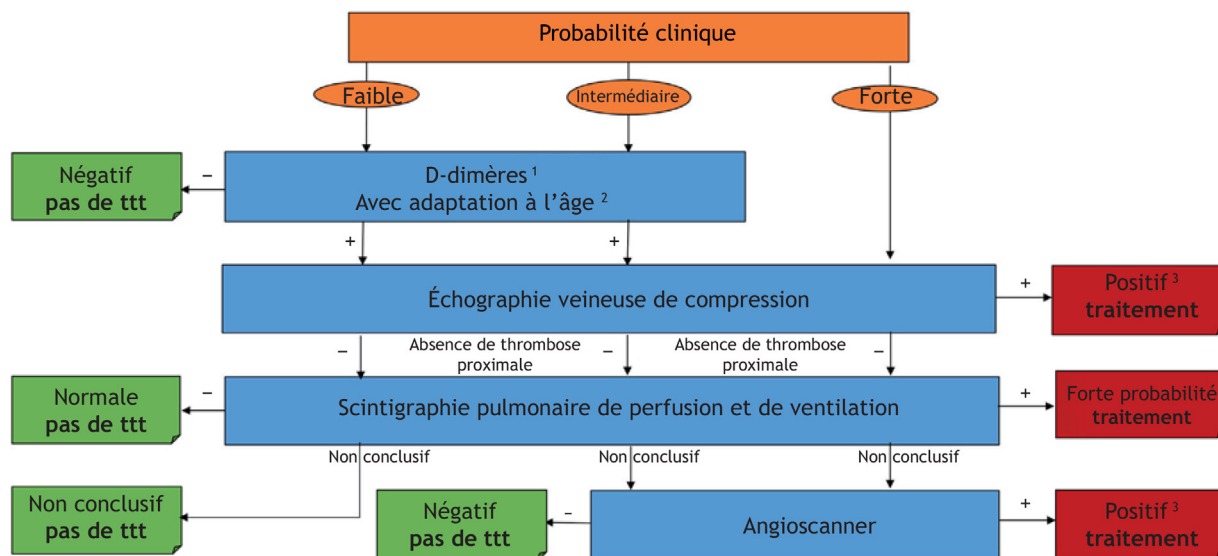 Probabilité clinique
Faible
Intermédiaire
Forte
Négatif
pas de ttt
–
D-dimères ¹
Avec adaptation à l’âge ²
+
+
Échographie veineuse de compression
+
Positif ³
traitement
–
Absence de thrombose
proximale
–
Absence de thrombose
proximale
–
Normale
pas de ttt
–
Scintigraphie pulmonaire de perfusion et de ventilation
+
Forte probabilité
traitement
Non conclusif
Non conclusif
Non conclusif
Non conclusif
pas de ttt
Négatif
pas de ttt
–
Angioscanner
+
Positif ³
traitement